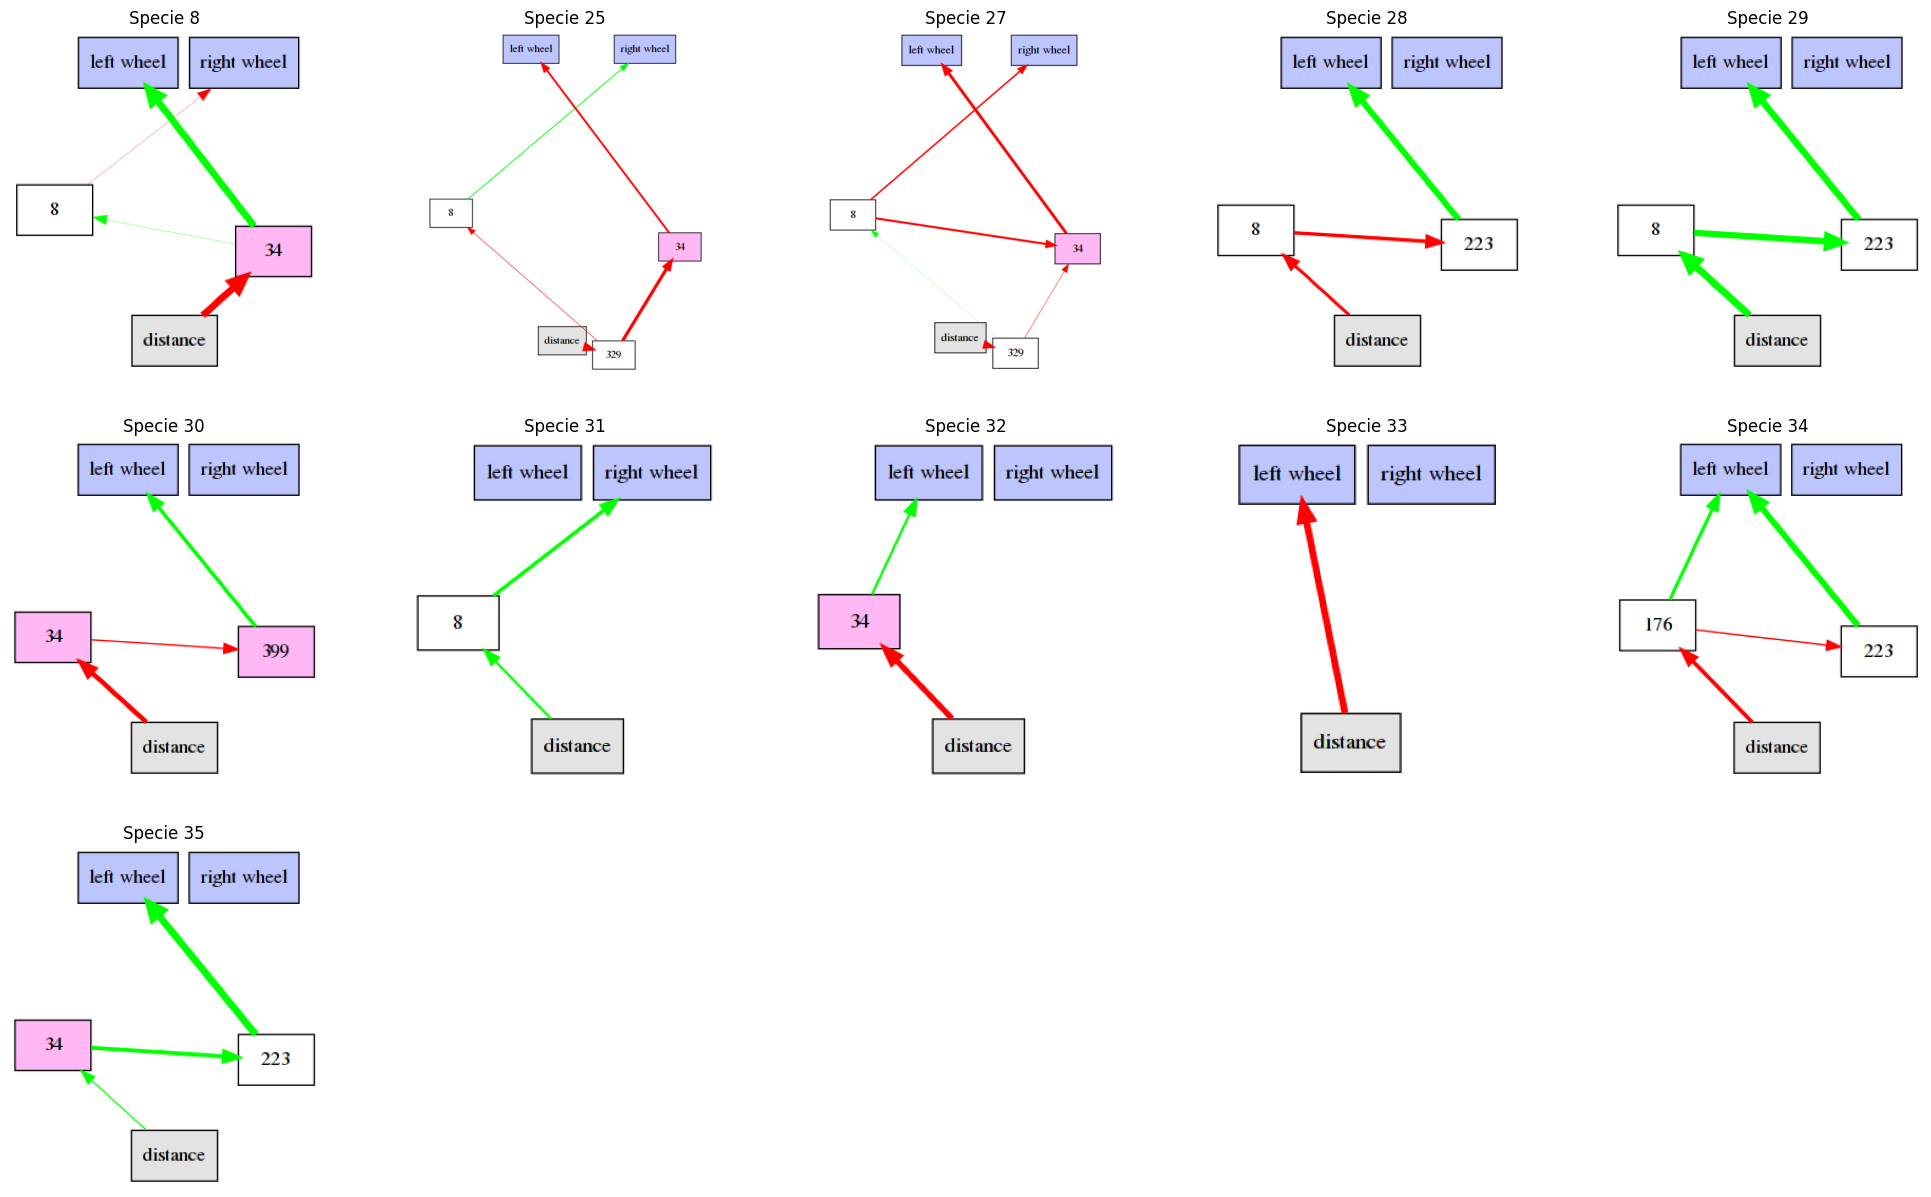 Specie 8
left wheel
right wheel
8
34
distance
Specie 25
left wheel
right wheel
8
34
distance
329
Specie 27
left wheel
right wheel
8
34
distance
329
Specie 28
left wheel
right wheel
8
223
distance
Specie 29
left wheel
right wheel
8
223
distance
Specie 30
left wheel
right wheel
34
399
distance
Specie 31
left wheel
right wheel
8
distance
Specie 32
left wheel
right wheel
34
distance
Specie 33
left wheel
right wheel
distance
Specie 34
left wheel
right wheel
176
223
distance
Specie 35
left wheel
right wheel
34
223
distance